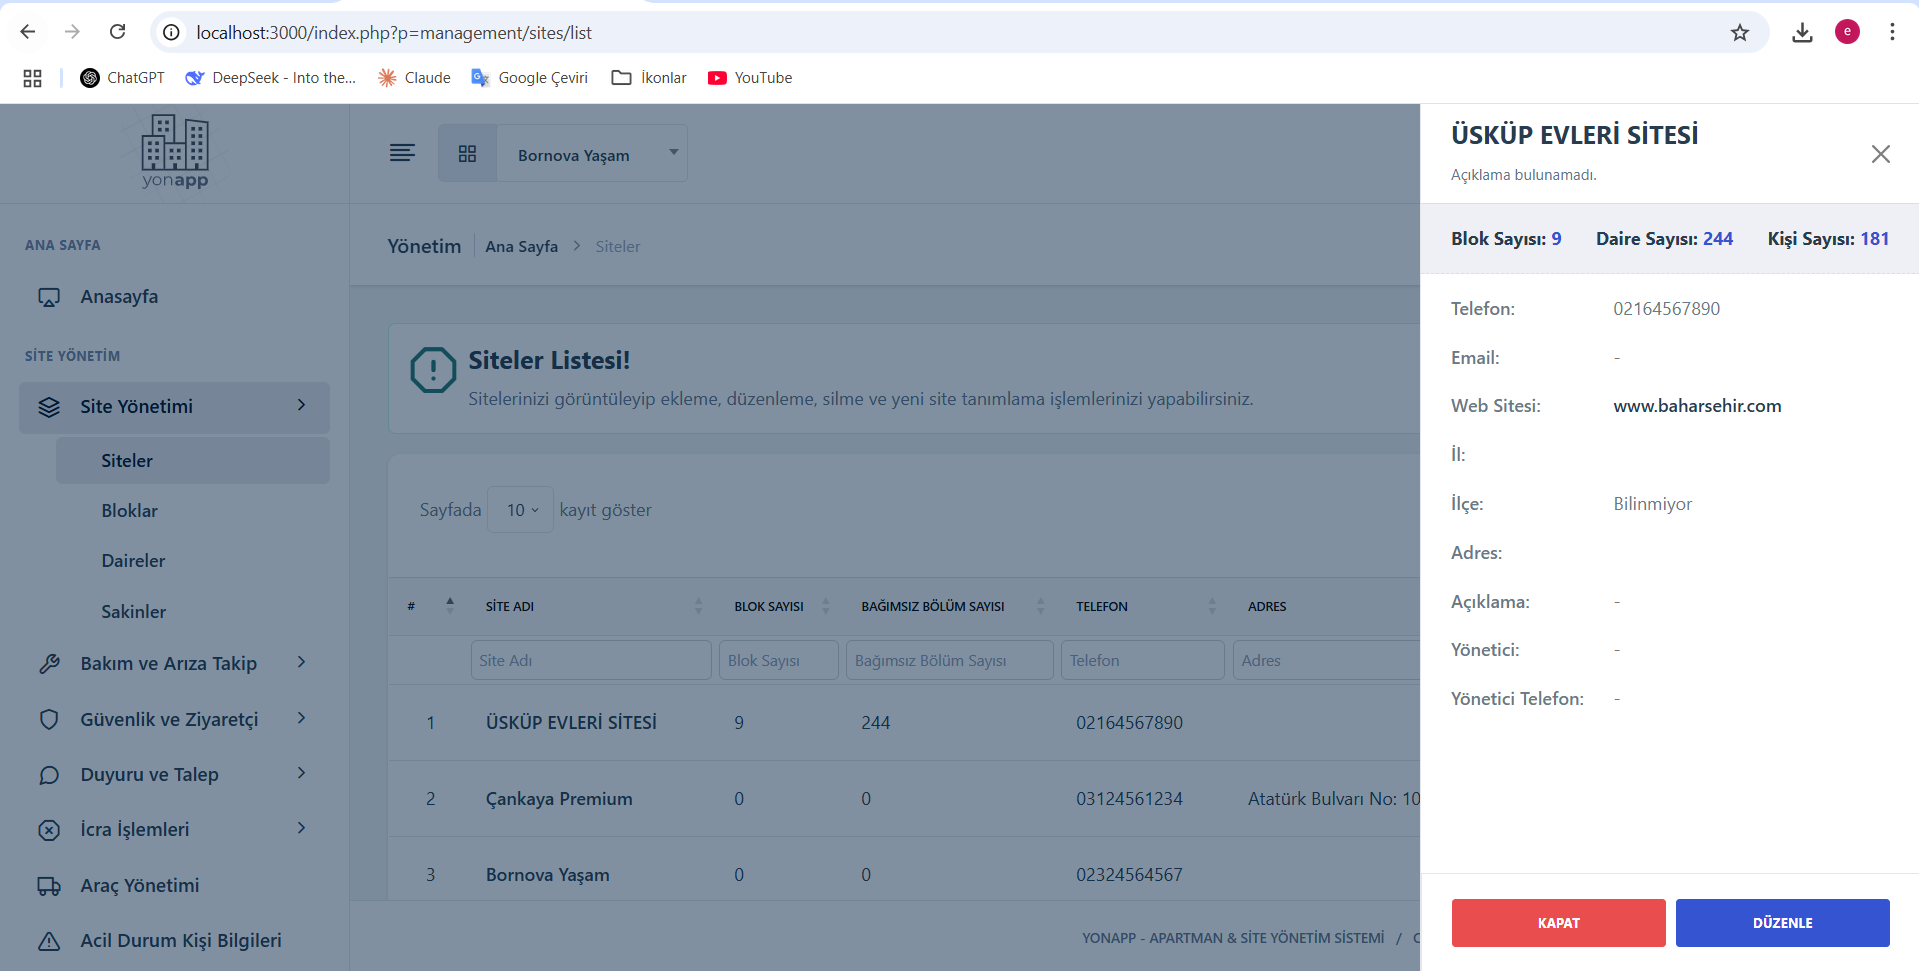 localhost:3000/index.php?p=management/sites/list
e
ChatGPT
DeepSeek - Into the...
Claude
Google Çeviri
İkonlar
YouTube
yonapp
ANA SAYFA
Anasayfa
SİTE YÖNETİM
Site Yönetimi
Siteler
Bloklar
Daireler
Sakinler
Bakım ve Arıza Takip
Güvenlik ve Ziyaretçi
Duyuru ve Talep
İcra İşlemleri
Araç Yönetimi
Acil Durum Kişi Bilgileri
Bornova Yaşam
Yönetim Ana Sayfa > Siteler
Siteler Listesi!
Sitelerinizi görüntüleyip ekleme, düzenleme, silme ve yeni site tanımlama işlemlerinizi yapabilirsiniz.
Sayfada 10 kayıt göster
# SİTE ADI BLOK SAYISI BAĞIMSIZ BÖLÜM SAYISI TELEFON ADRES
Site Adı Blok Sayısı Bağımsız Bölüm Sayısı Telefon Adres
1 ÜSKÜP EVLERİ SİTESİ 9 244 02164567890
2 Çankaya Premium 0 0 03124561234 Atatürk Bulvarı No: 10
3 Bornova Yaşam 0 0 02324564567
YONAPP - APARTMAN & SİTE YÖNETİM SİSTEMİ /
ÜSKÜP EVLERİ SİTESİ
Açıklama bulunamadı.
Blok Sayısı: 9 Daire Sayısı: 244 Kişi Sayısı: 181
Telefon: 02164567890
Email: -
Web Sitesi: www.baharsehir.com
İl:
İlçe: Bilinmiyor
Adres:
Açıklama: -
Yönetici: -
Yönetici Telefon: -
KAPAT DÜZENLE